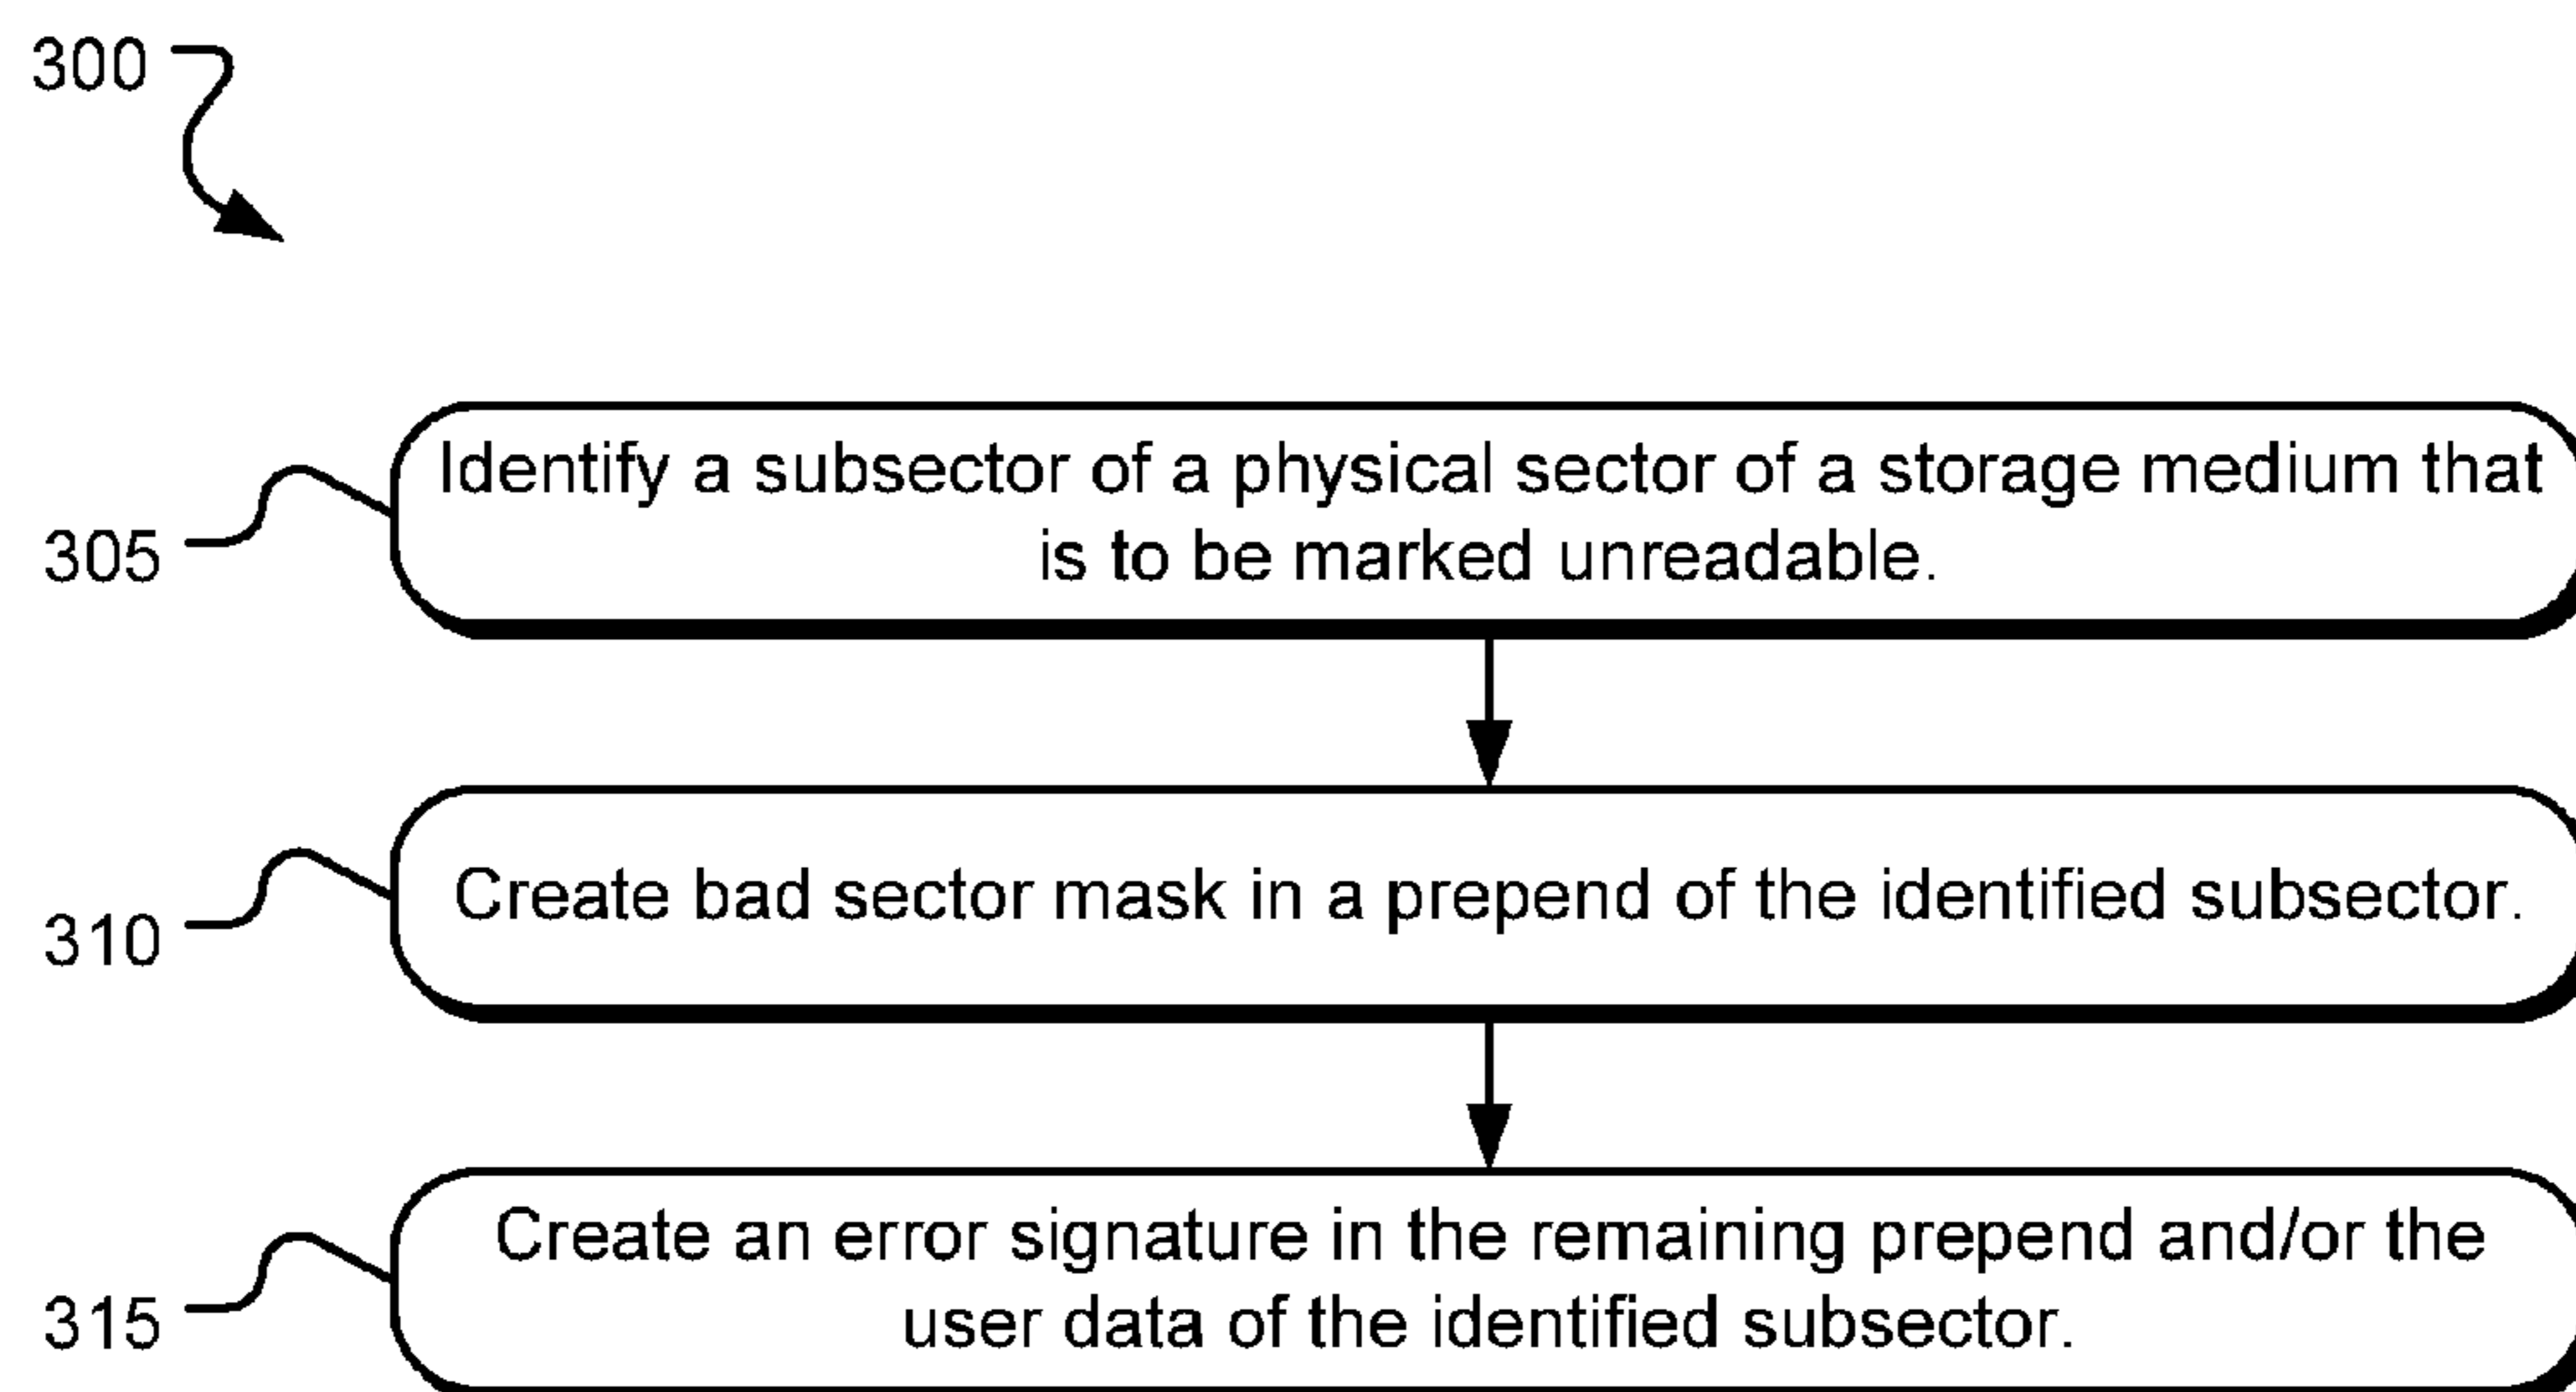 300
Identify a subsector of a physical sector of a storage medium that
is to be marked unreadable.
305
Create bad sector mask in a prepend of the identified subsector.
310
Create an error signature in the remaining prepend and/or the
user data of the identified subsector.
315